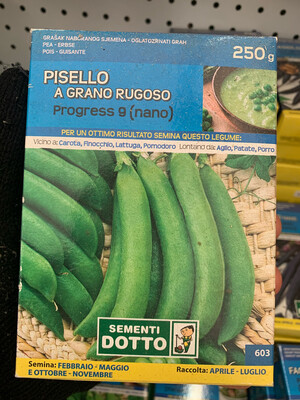 GRAŠAK NABORANOG SJEMENA - OGLATOZRNATI GRAH
PEA - ERBSE
POIS - GUISANTE
250 g
PISELLO
A GRANO RUGOSO
Progress 9 (nano)
PER UN OTTIMO RISULTATO SEMINA QUESTO LEGUME:
Vicino a: Carota, Finocchio, Lattuga, Pomodoro Lontano da: Aglio, Patate, Porro
SEMENTI
DOTTO
603
Semina: FEBBRAIO - MAGGIO
E OTTOBRE - NOVEMBRE
Raccolta: APRILE - LUGLIO